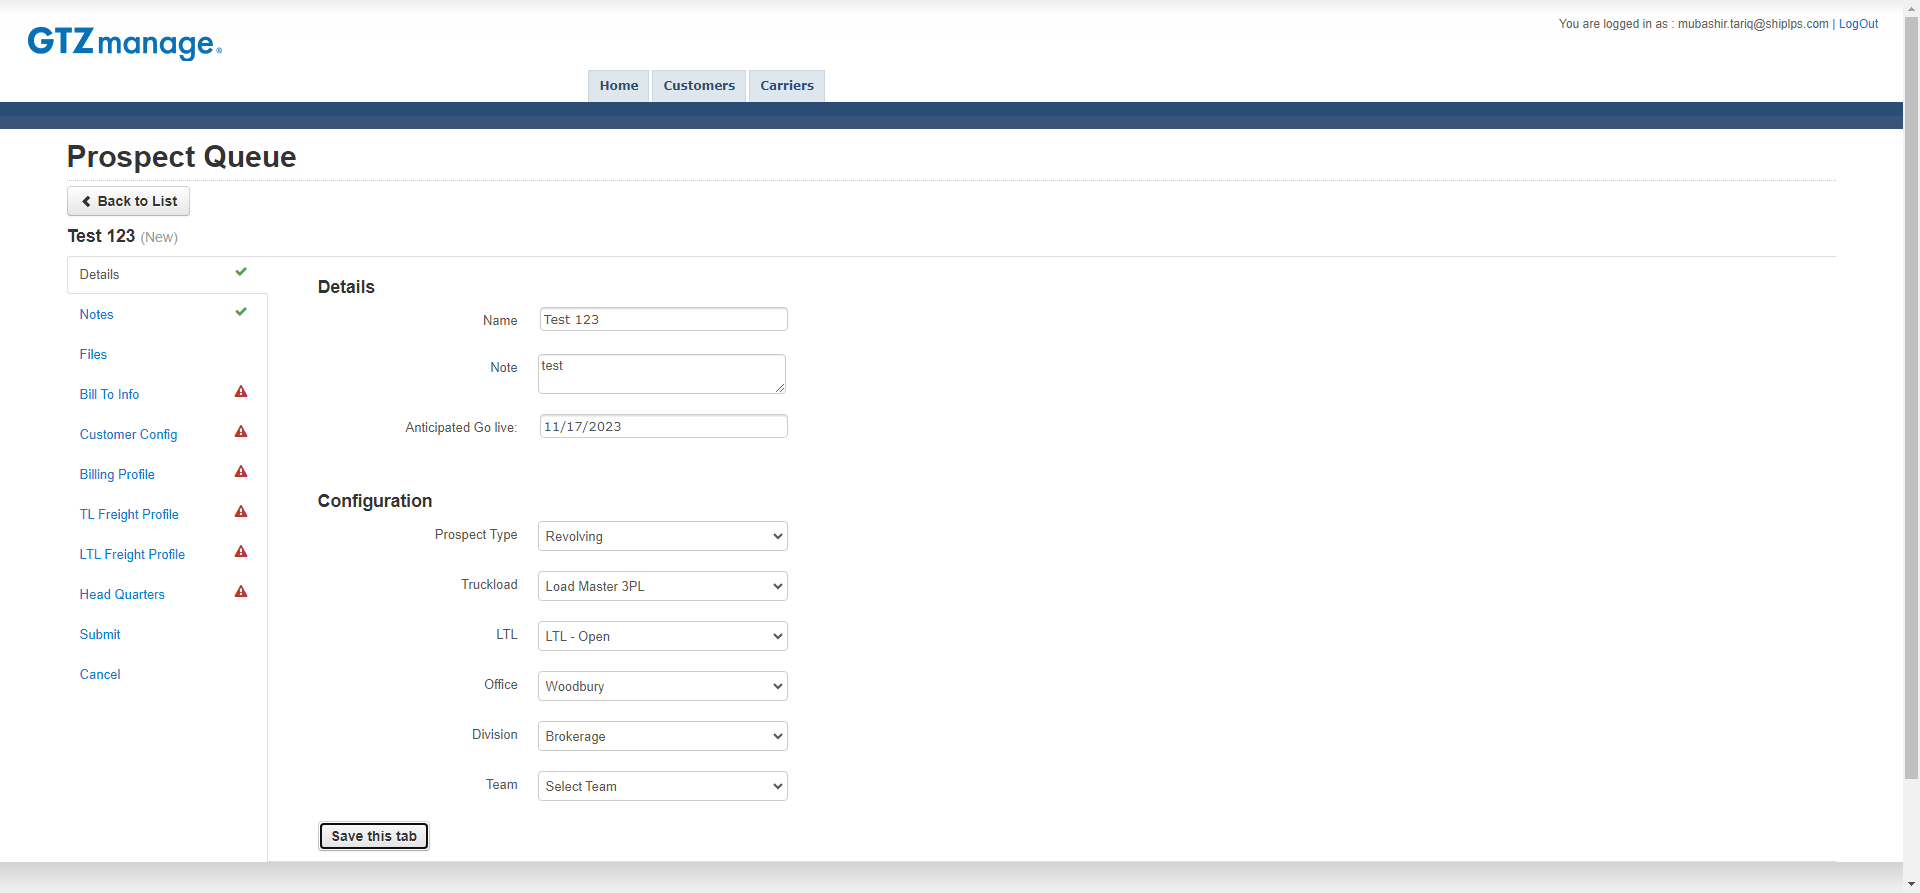 GTZmanage®
You are logged in as : mubashir.tariq@shiplps.com | LogOut
Home
Customers
Carriers
Prospect Queue
Back to List
Test 123 (New)
Details
Notes
Files
Bill To Info
Customer Config
Billing Profile
TL Freight Profile
LTL Freight Profile
Head Quarters
Submit
Cancel
Details
Name Test 123
Note test
Anticipated Go live: 11/17/2023
Configuration
Prospect Type Revolving
Truckload Load Master 3PL
LTL LTL - Open
Office Woodbury
Division Brokerage
Team Select Team
Save this tab